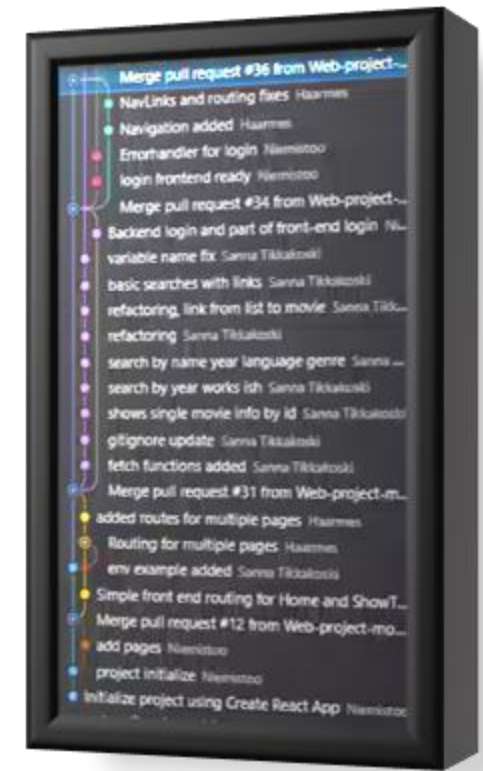 Merge pull request #36 from Web-project-...
NavLinks and routing fixes Haarmes
Navigation added Haarmes
Errorhandler for login Niemistoo
login frontend ready Niemistoo
Merge pull request #34 from Web-project-...
Backend login and part of front-end login Ni...
variable name fix Sanna Tikkakoski
basic searches with links Sanna Tikkakoski
refactoring, link from list to movie Sanna Tikk...
refactoring Sanna Tikkakoski
search by name year language genre Sanna ...
search by year works ish Sanna Tikkakoski
shows single movie info by id Sanna Tikkakoski
gitignore update Sanna Tikkakoski
fetch functions added Sanna Tikkakoski
Merge pull request #31 from Web-project-m...
added routes for multiple pages Haarmes
Routing for multiple pages Haarmes
env example added Sanna Tikkakoski
Simple front end routing for Home and ShowT...
Merge pull request #12 from Web-project-mo...
add pages Niemistoo
project initialize Niemistoo
Initialize project using Create React App Niemistoo